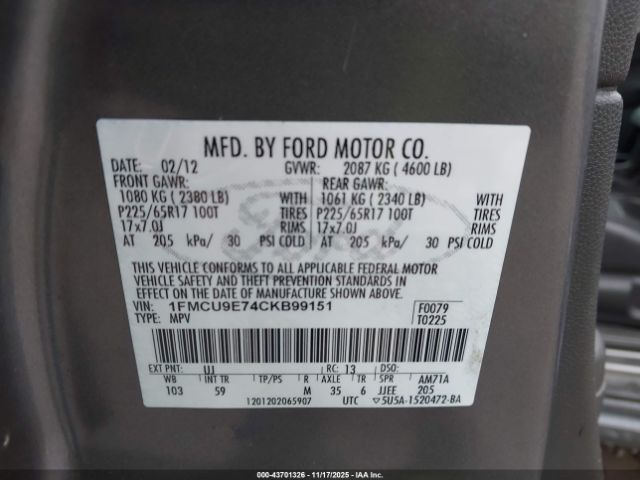 MFD. BY FORD MOTOR CO.
DATE: 02/12 GVWR: 2087 KG ( 4600 LB)
FRONT GAWR: REAR GAWR:
1080 KG ( 2380 LB) WITH 1061 KG ( 2340 LB) WITH
P225/65R17 100T TIRES P225/65R17 100T TIRES
17x7.0J RIMS 17x7.0J RIMS
AT 205 kPa/ 30 PSI COLD AT 205 kPa/ 30 PSI COLD
THIS VEHICLE CONFORMS TO ALL APPLICABLE FEDERAL MOTOR
VEHICLE SAFETY AND THEFT PREVENTION STANDARDS IN
EFFECT ON THE DATE OF MANUFACTURE SHOWN ABOVE.
VIN: 1FMCU9E74CKB99151 F0079
TYPE: MPV T0225
EXT PNT: UJ RC: 13 DSO:
WB INT TR TP/PS R AXLE TR SPR AM71A
103 59 M 35 6 JJEE 205
1201202065907 UTC ▽5U5A-1520472-BA
Ford
00-43701326 - 11/17/2025 - IAA Inc.